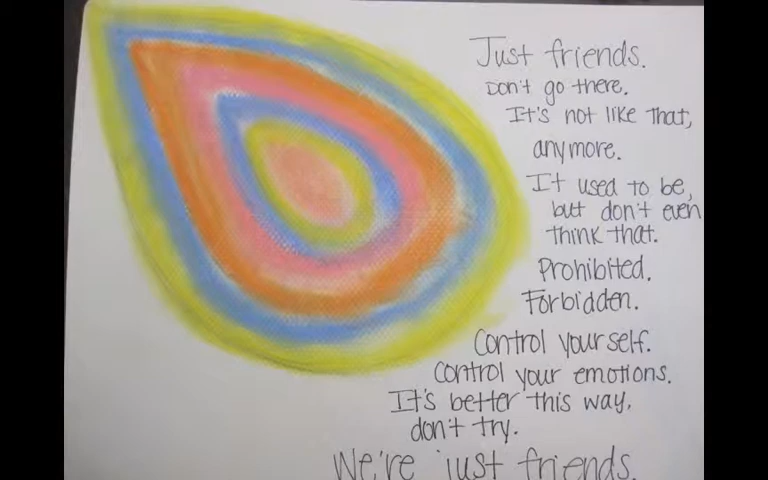 Just friends.
Don't go there.
It's not like that,
anymore.
It used to be,
but don't even
think that.
Prohibited.
Forbidden.
Control yourself.
Control your emotions.
It's better this way,
don't try.
We're just friends.